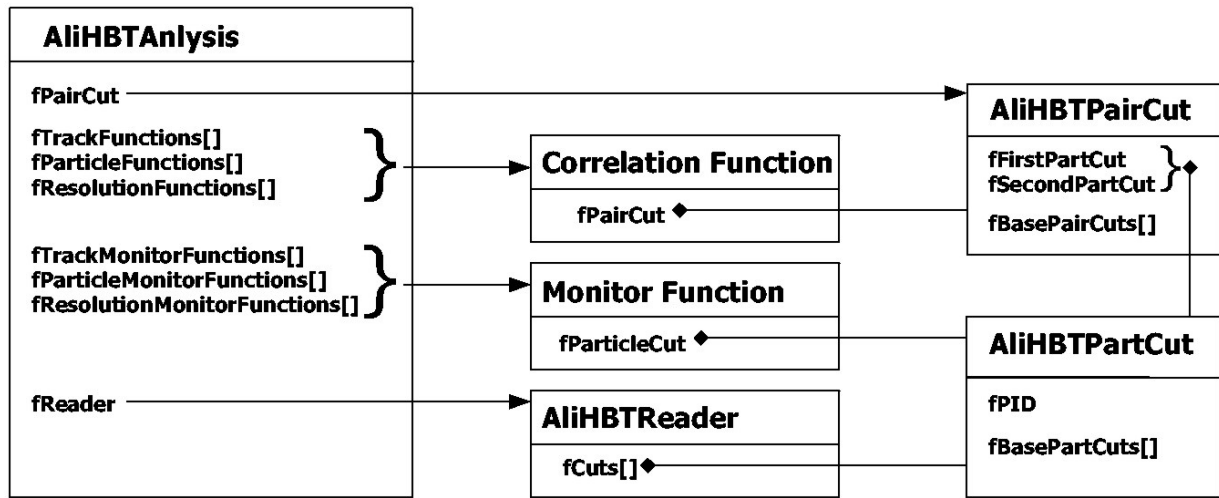 AliHBTAnlysis
fPairCut
fTrackFunctions[]
fParticleFunctions[]
fResolutionFunctions[]
fTrackMonitorFunctions[]
fParticleMonitorFunctions[]
fResolutionMonitorFunctions[]
fReader
Correlation Function
fPairCut
Monitor Function
fParticleCut
AliHBTReader
fCuts[]
AliHBTPairCut
fFirstPartCut
fSecondPartCut
fBasePairCuts[]
AliHBTPartCut
fPID
fBasePartCuts[]